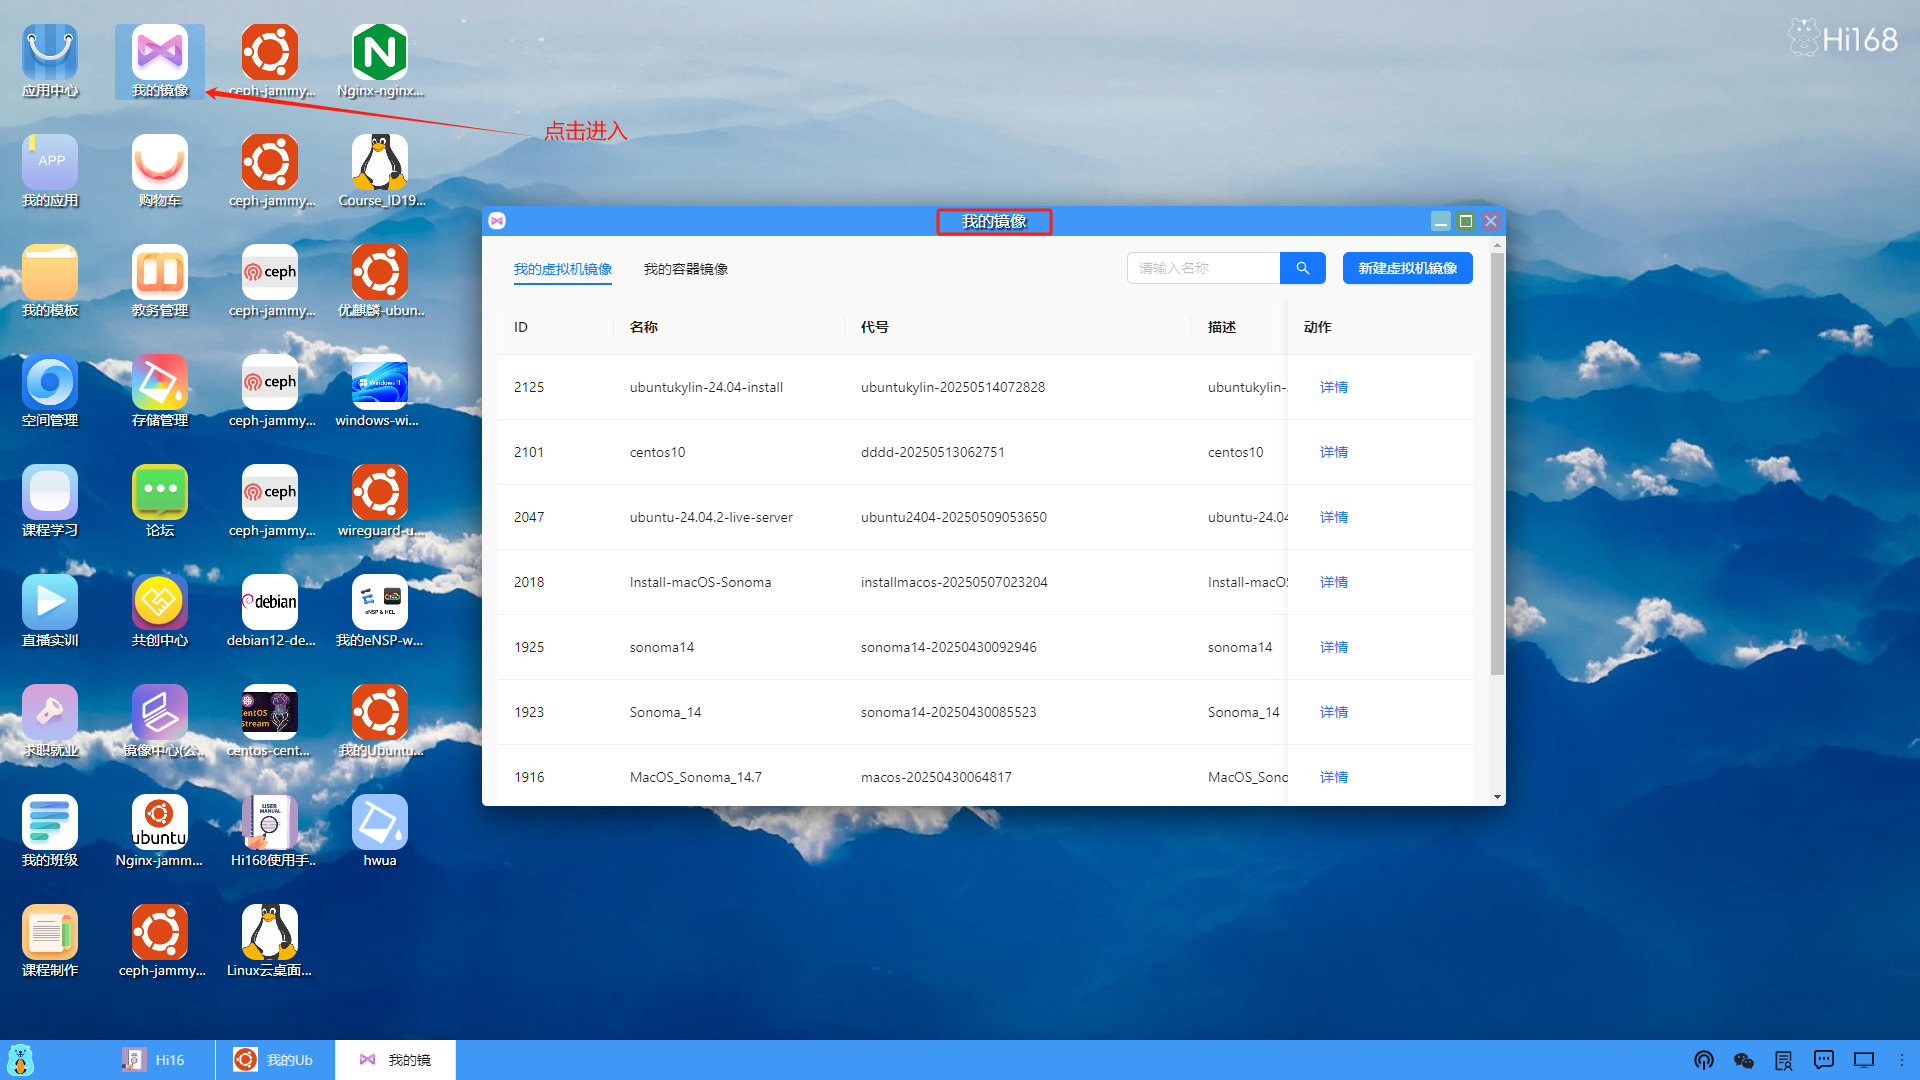 Hi168
应用中心
我的镜像
ceph-jammy...
Nginx-nginx...
点击进入
APP
我的应用
购物车
ceph-jammy...
Course_ID19...
我的模板
教务管理
ceph
ceph-jammy...
优麒麟-ubun..
空间管理
存储管理
ceph
ceph-jammy...
Windows 11
windows-wi...
课程学习
论坛
ceph
ceph-jammy...
wireguard-u...
直播实训
共创中心
debian
debian12-de...
eNSP & HCL
我的eNSP-w...
求职就业
镜像中心(公..
CentOS
Stream
centos-cent...
我的Ubuntu...
我的班级
ubuntu
Nginx-jamm...
USER
MANUAL
Hi168使用手..
hwua
课程制作
ceph-jammy...
Linux云桌面...
我的镜像
我的虚拟机镜像
我的容器镜像
请输入名称
新建虚拟机镜像
ID 名称 代号 描述 动作
2125 ubuntukylin-24.04-install ubuntukylin-20250514072828 ubuntukylin- 详情
2101 centos10 dddd-20250513062751 centos10 详情
2047 ubuntu-24.04.2-live-server ubuntu2404-20250509053650 ubuntu-24.04 详情
2018 Install-macOS-Sonoma installmacos-20250507023204 Install-macOS 详情
1925 sonoma14 sonoma14-20250430092946 sonoma14 详情
1923 Sonoma_14 sonoma14-20250430085523 Sonoma_14 详情
1916 MacOS_Sonoma_14.7 macos-20250430064817 MacOS_Sono 详情
Hi16
我的Ub
我的镜